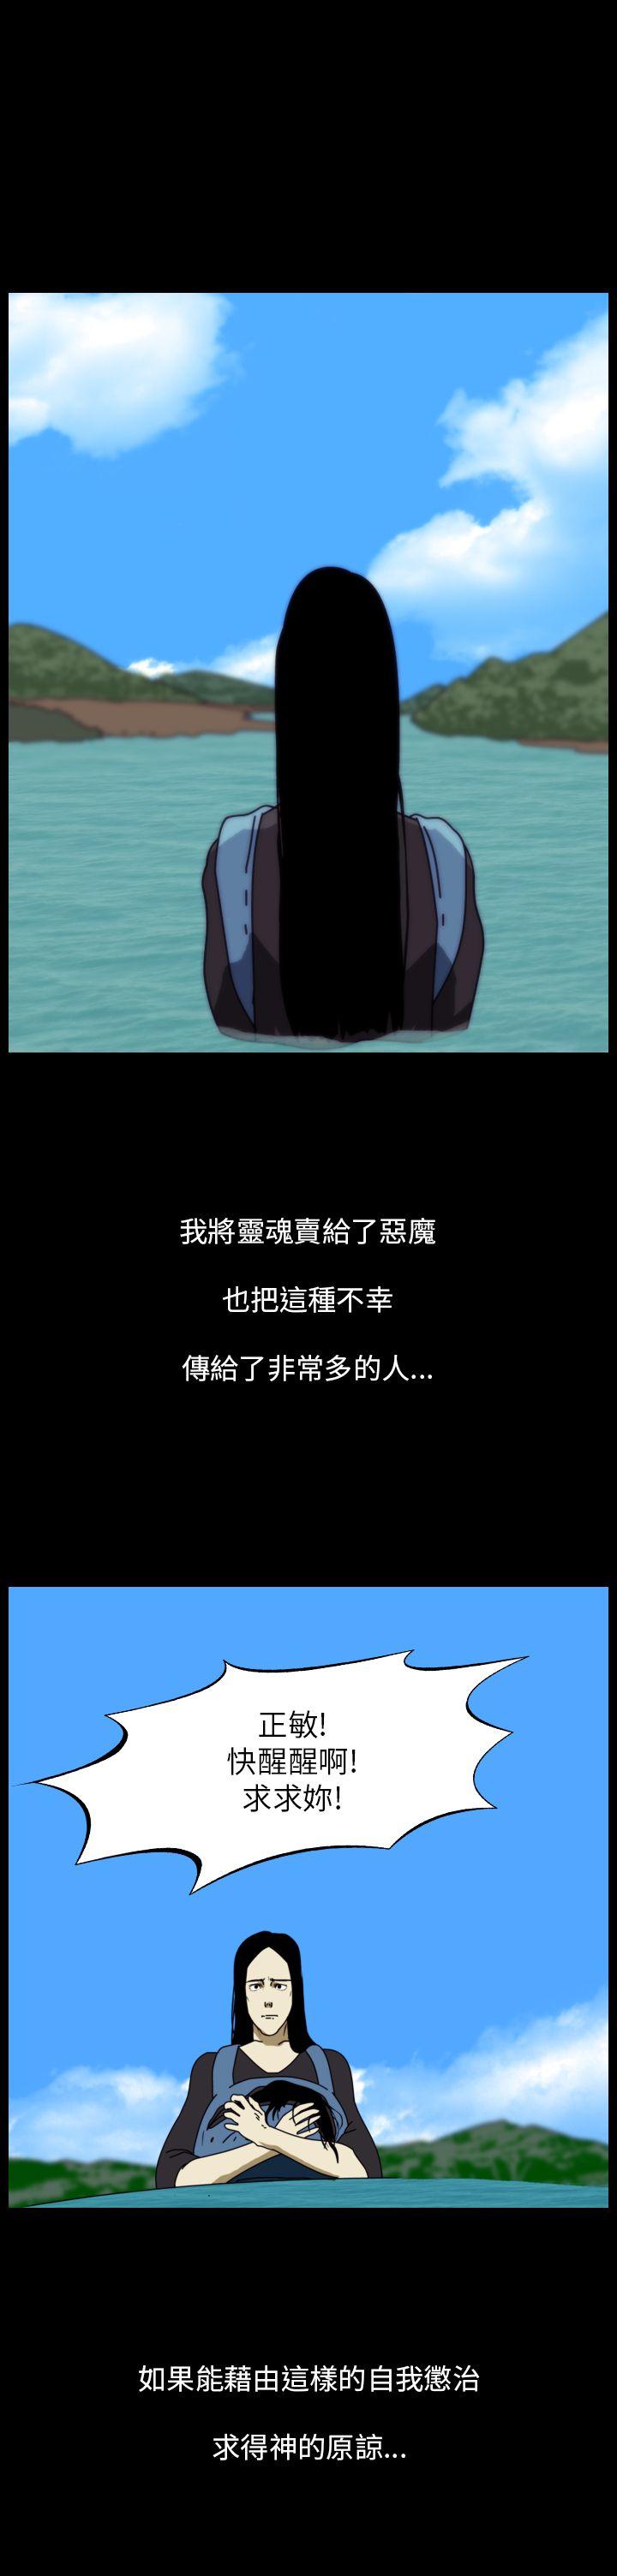 我將靈魂賣給了惡魔
也把這種不幸
傳給了非常多的人...
正敏!
快醒醒啊!
求求妳!
如果能藉由這樣的自我懲治
求得神的原諒...